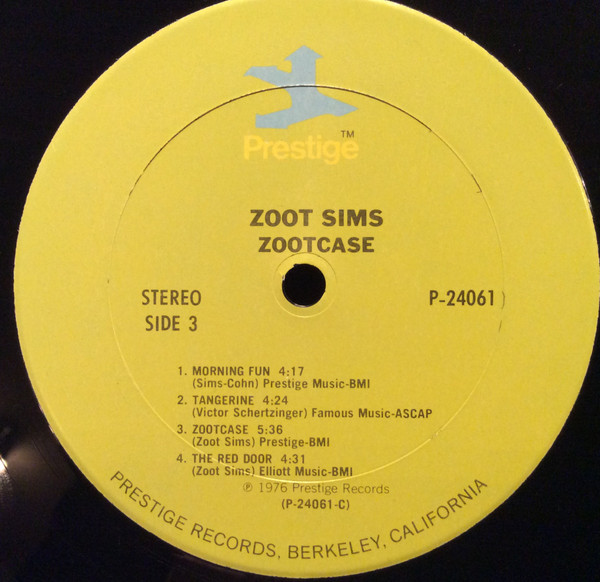 Prestige™
ZOOT SIMS
ZOOTCASE
STEREO
SIDE 3
P-24061
1. MORNING FUN 4:17
(Sims-Cohn) Prestige Music-BMI
2. TANGERINE 4:24
(Victor Schertzinger) Famous Music-ASCAP
3. ZOOTCASE 5:36
(Zoot Sims) Prestige-BMI
4. THE RED DOOR 4:31
(Zoot Sims) Elliott Music-BMI
℗ 1976 Prestige Records
(P-24061-C)
PRESTIGE RECORDS, BERKELEY, CALIFORNIA